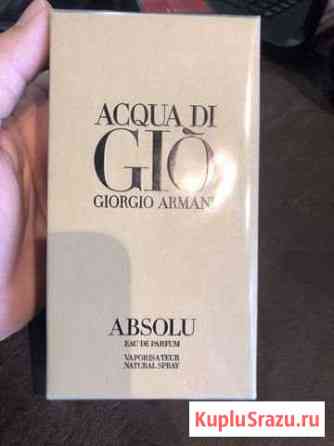 ACQUA DI
GIÒ
GIORGIO ARMANI
ABSOLU
EAU DE PARFUM
VAPORISATEUR
NATURAL SPRAY
KupluSrazu.ru